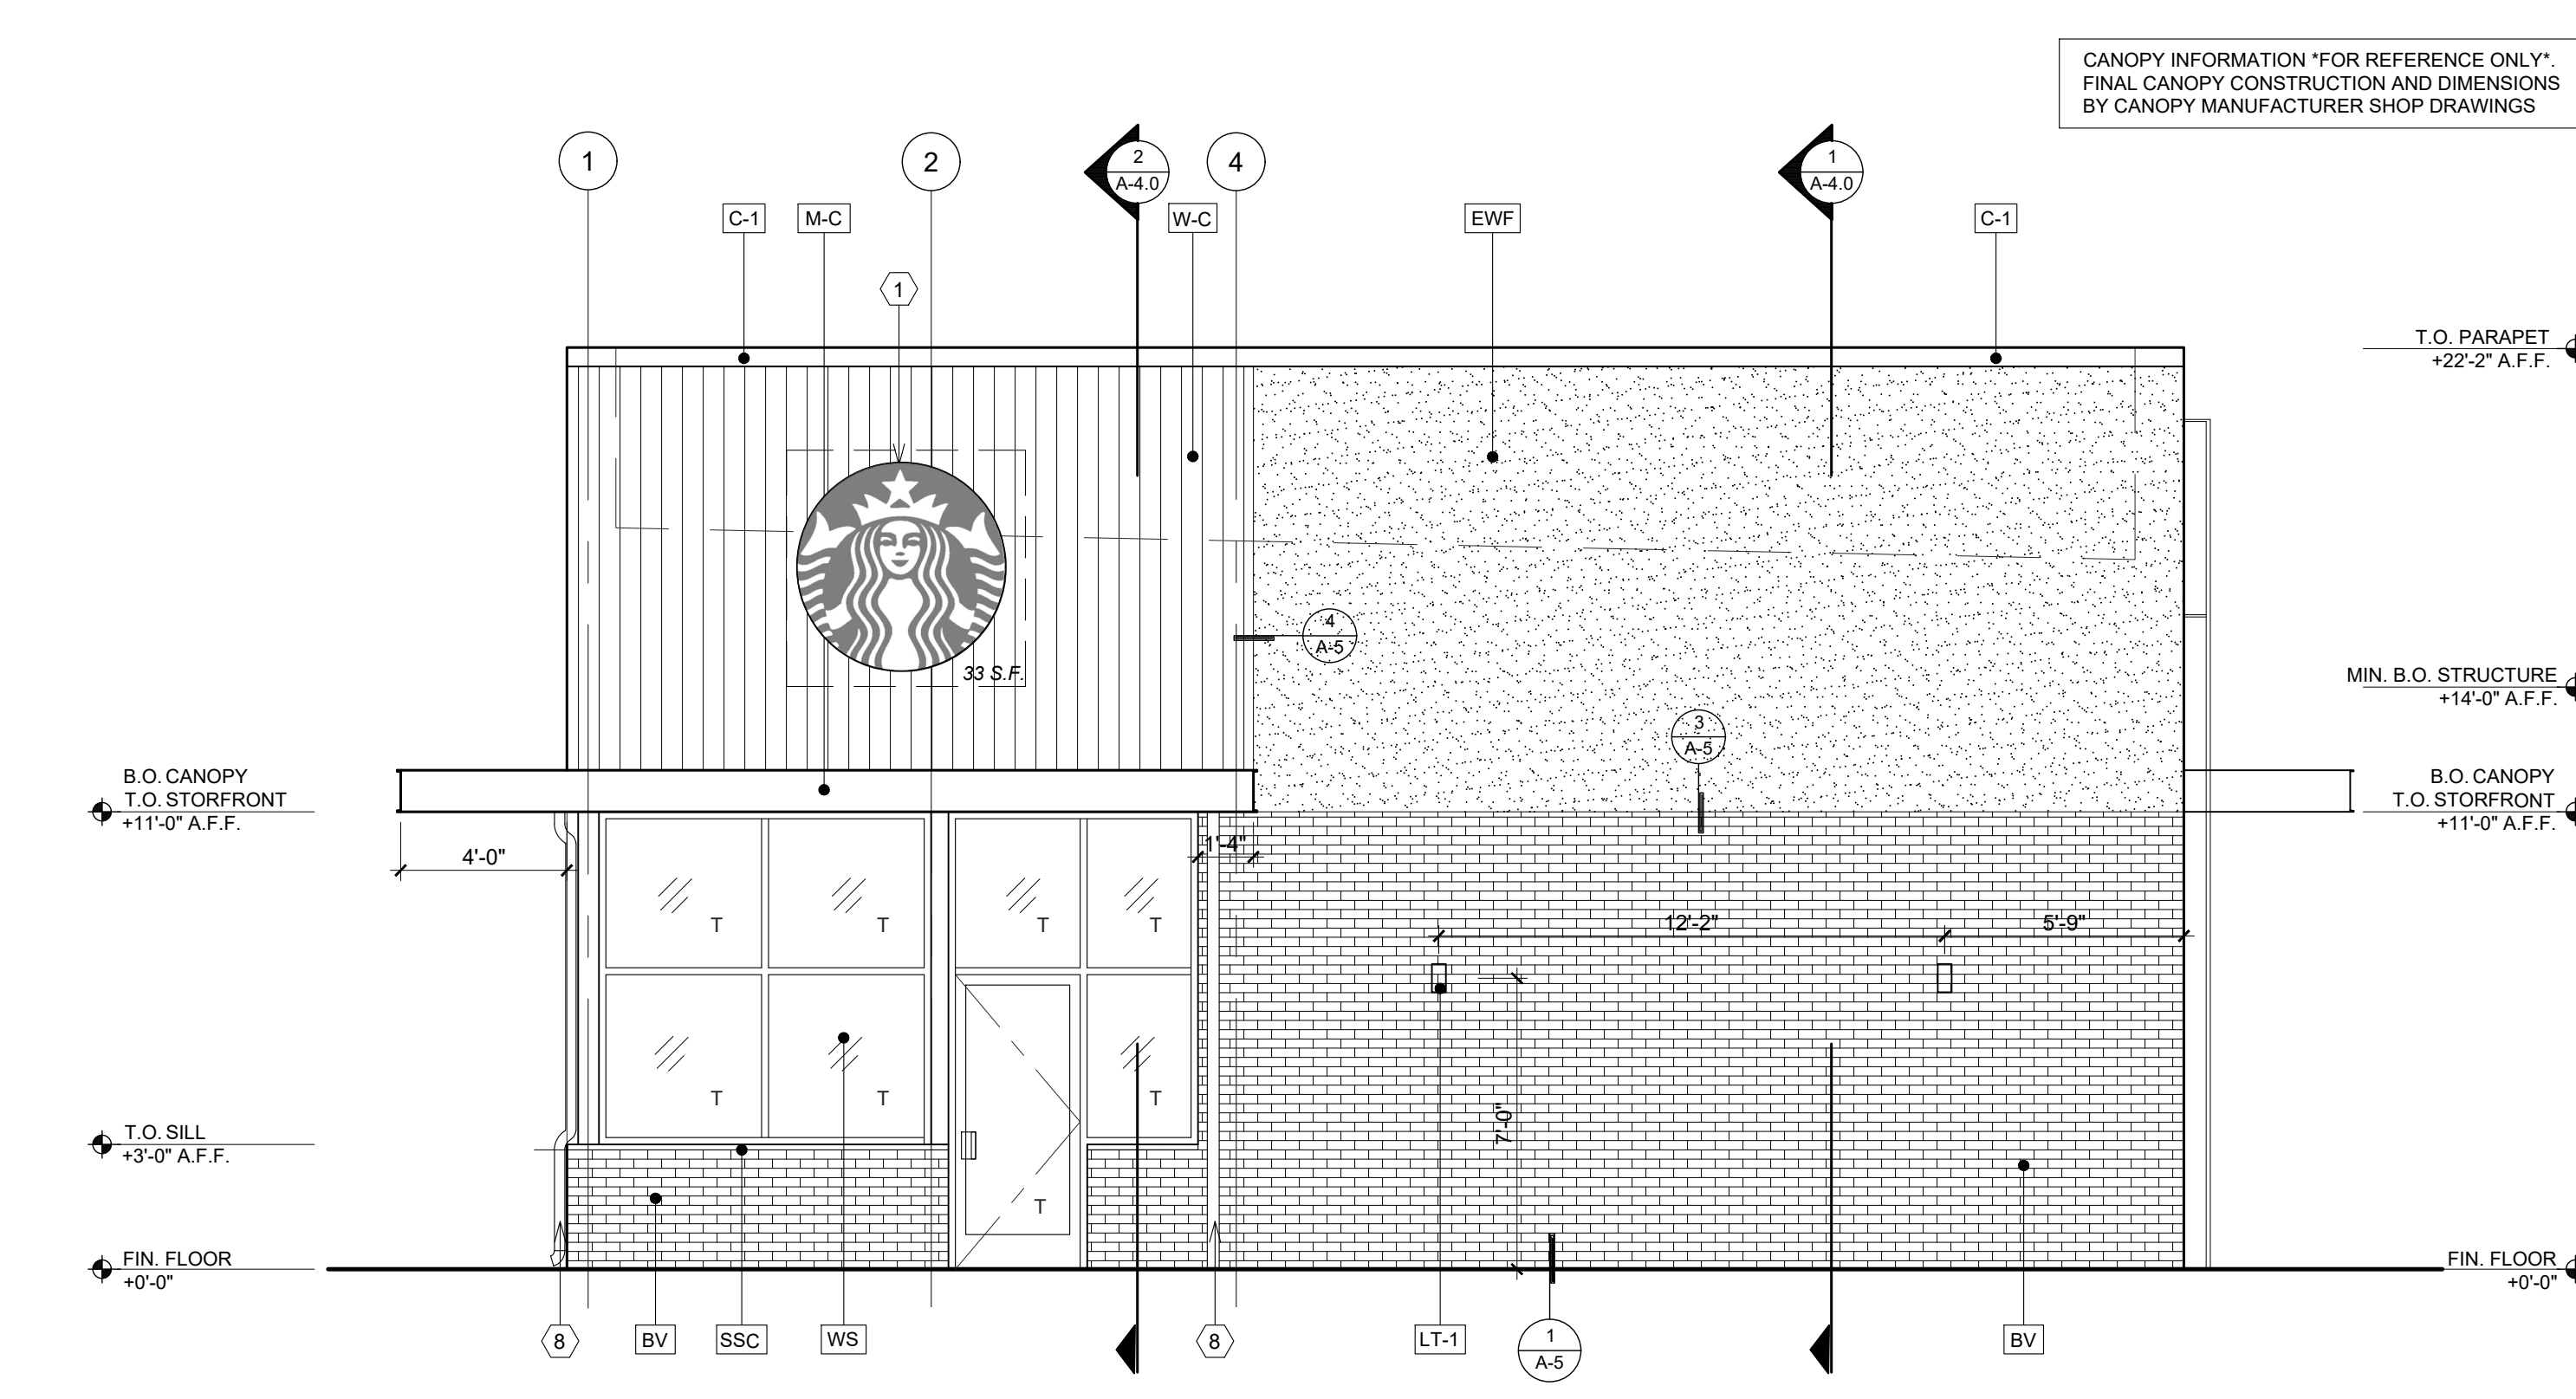 CANOPY INFORMATION *FOR REFERENCE ONLY*.
FINAL CANOPY CONSTRUCTION AND DIMENSIONS
BY CANOPY MANUFACTURER SHOP DRAWINGS
1
2
2
A-4.0
4
1
A-4.0
C-1
M-C
W-C
EWF
C-1
1
T.O. PARAPET
+22'-2" A.F.F.
33 S.F.
4
A-5
MIN. B.O. STRUCTURE
+14'-0" A.F.F.
3
A-5
B.O. CANOPY
T.O. STORFRONT
+11'-0" A.F.F.
B.O. CANOPY
T.O. STORFRONT
+11'-0" A.F.F.
4'-0"
1'-4"
12'-2"
5'-9"
T
T
T
T
T
T
T
7'-0"
T.O. SILL
+3'-0" A.F.F.
T
FIN. FLOOR
+0'-0"
FIN. FLOOR
+0'-0"
8
BV
SSC
WS
8
LT-1
1
A-5
BV